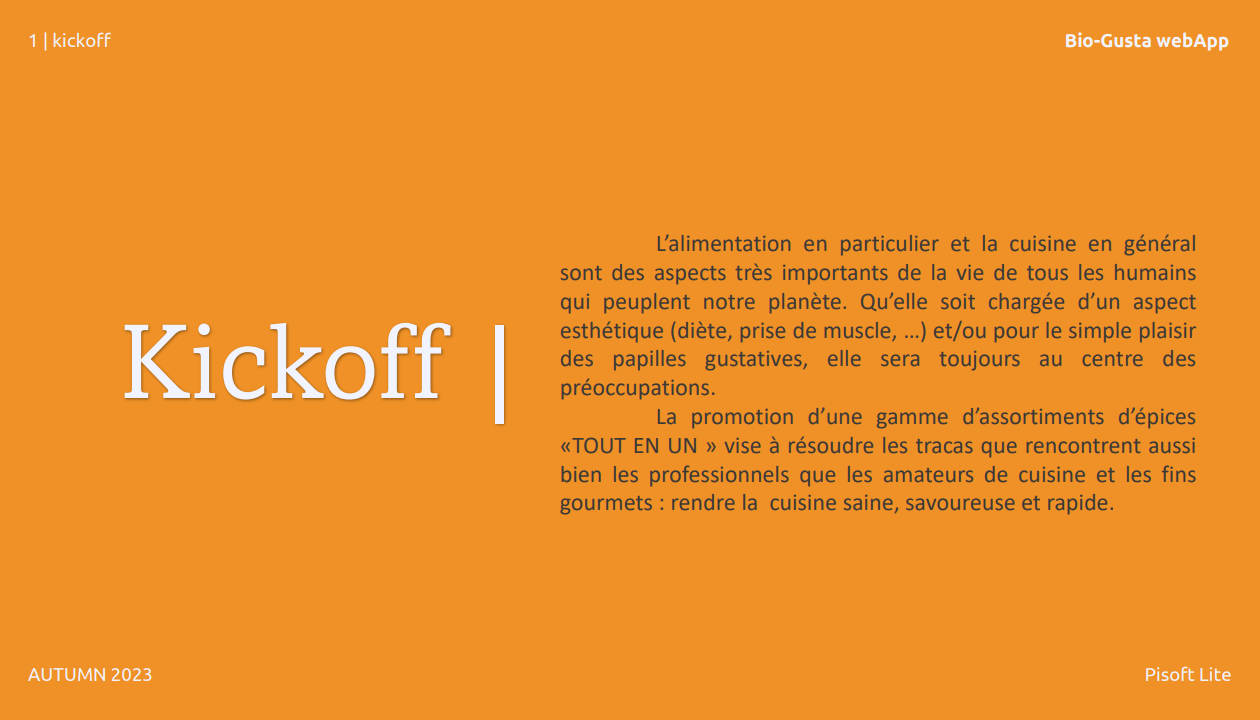 1 | kickoff
Bio-Gusta webApp
Kickoff |
L’alimentation en particulier et la cuisine en général
sont des aspects très importants de la vie de tous les humains
qui peuplent notre planète. Qu’elle soit chargée d’un aspect
esthétique (diète, prise de muscle, …) et/ou pour le simple plaisir
des papilles gustatives, elle sera toujours au centre des
préoccupations.
La promotion d’une gamme d’assortiments d’épices
«TOUT EN UN » vise à résoudre les tracas que rencontrent aussi
bien les professionnels que les amateurs de cuisine et les fins
gourmets : rendre la  cuisine saine, savoureuse et rapide.
AUTUMN 2023
Pisoft Lite